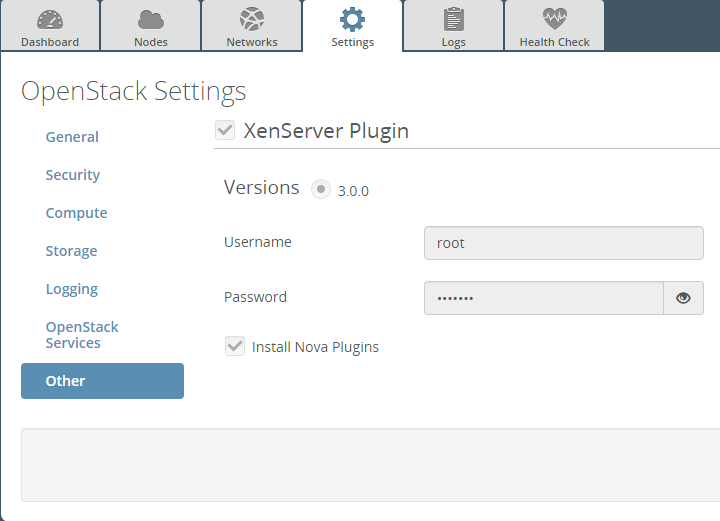 Dashboard
Nodes
Networks
Settings
Logs
Health Check
OpenStack Settings
General
Security
Compute
Storage
Logging
OpenStack
Services
Other
XenServer Plugin
Versions 3.0.0
Username root
Password •••••••
Install Nova Plugins